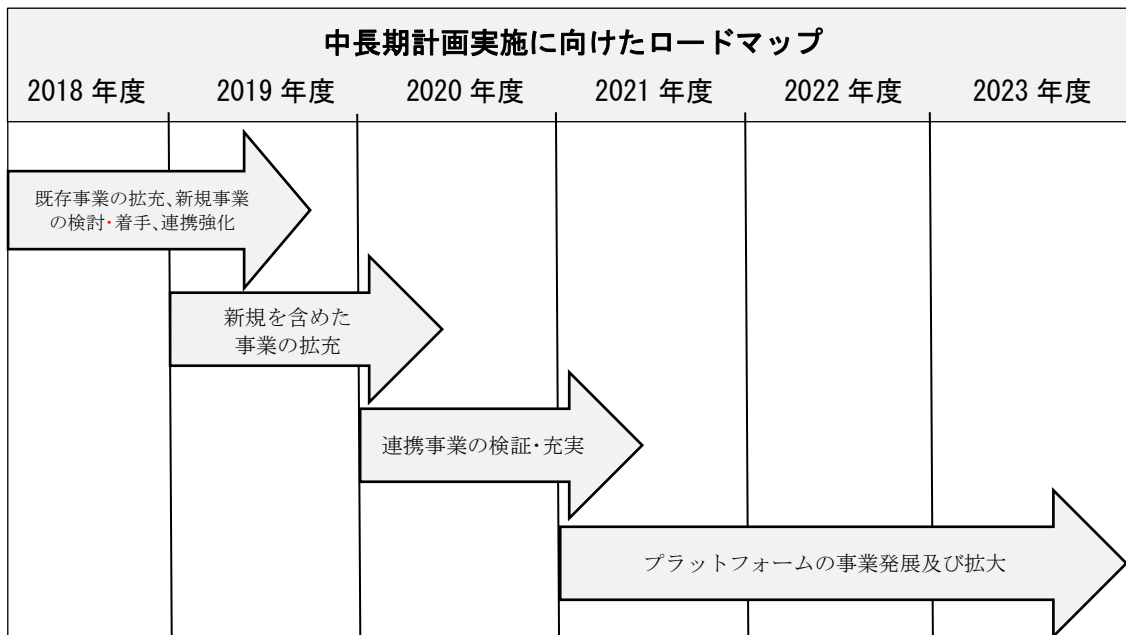 中長期計画実施に向けたロードマップ
2018 年度 2019 年度 2020 年度 2021 年度 2022 年度 2023 年度
既存事業の拡充、新規事業
の検討・着手、連携強化
新規を含めた
事業の拡充
連携事業の検証・充実
プラットフォームの事業発展及び拡大